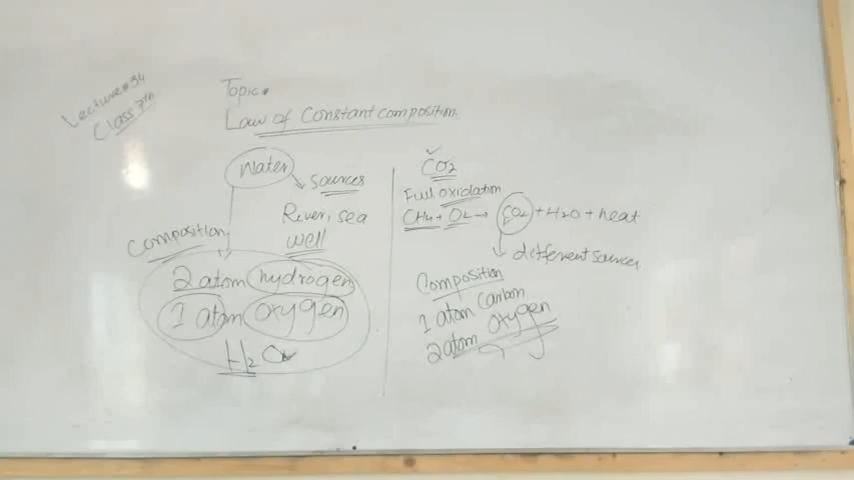 Lecture#34
Class 7th
Topic:
Law of Constant composition.
Water
Sources
River, sea
well
Composition
2 atom hydrogen
1 atom oxygen
H2O
CO2
Full oxidation
CH4 + O2 → CO2 + H2O + heat
different sources
Composition
1 atom Carbon
2 atom oxygen